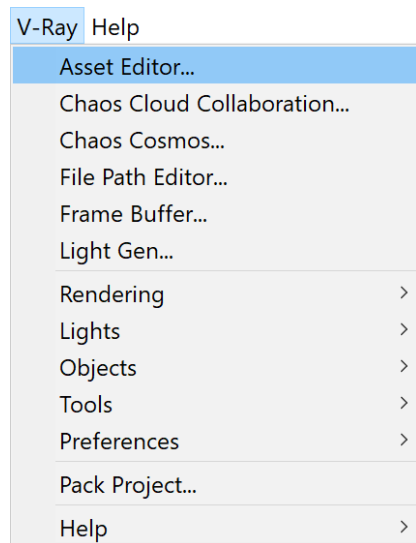 V-Ray Help
Asset Editor...
Chaos Cloud Collaboration...
Chaos Cosmos...
File Path Editor...
Frame Buffer...
Light Gen...
Rendering
Lights
Objects
Tools
Preferences
Pack Project...
Help